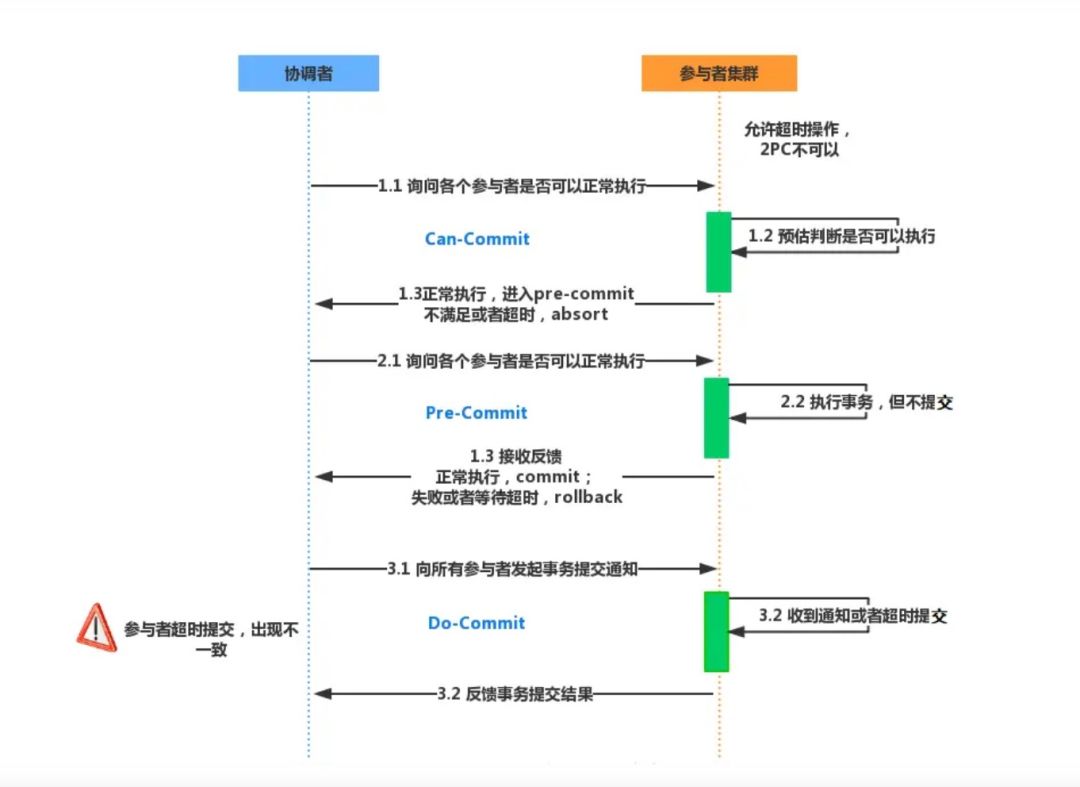 协调者
参与者集群
允许超时操作，
2PC不可以
1.1 询问各个参与者是否可以正常执行
Can-Commit
1.2 预估判断是否可以执行
1.3正常执行，进入pre-commit
不满足或者超时，absort
2.1 询问各个参与者是否可以正常执行
Pre-Commit
2.2 执行事务，但不提交
1.3 接收反馈
正常执行，commit；
失败或者等待超时，rollback
3.1 向所有参与者发起事务提交通知
参与者超时提交，出现不
一致
Do-Commit
3.2 收到通知或者超时提交
3.2 反馈事务提交结果